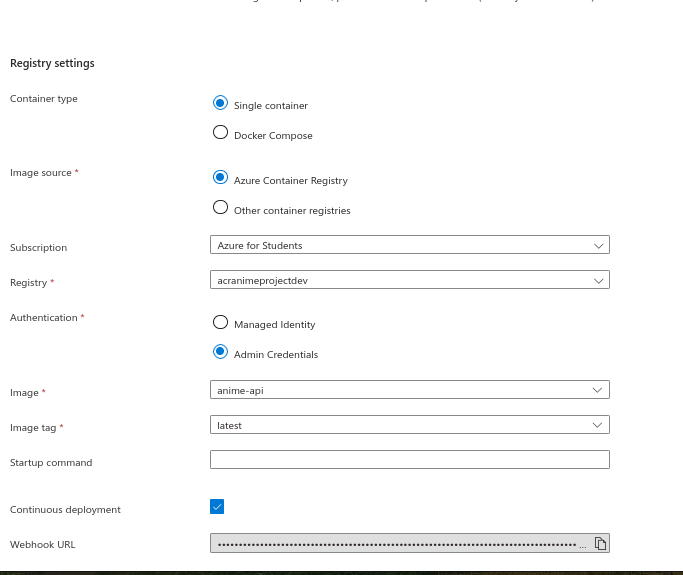 Registry settings
Container type
Single container
Docker Compose
Image source *
Azure Container Registry
Other container registries
Subscription
Azure for Students
Registry *
acranimeprojectdev
Authentication *
Managed Identity
Admin Credentials
Image *
anime-api
Image tag *
latest
Startup command
Continuous deployment
Webhook URL